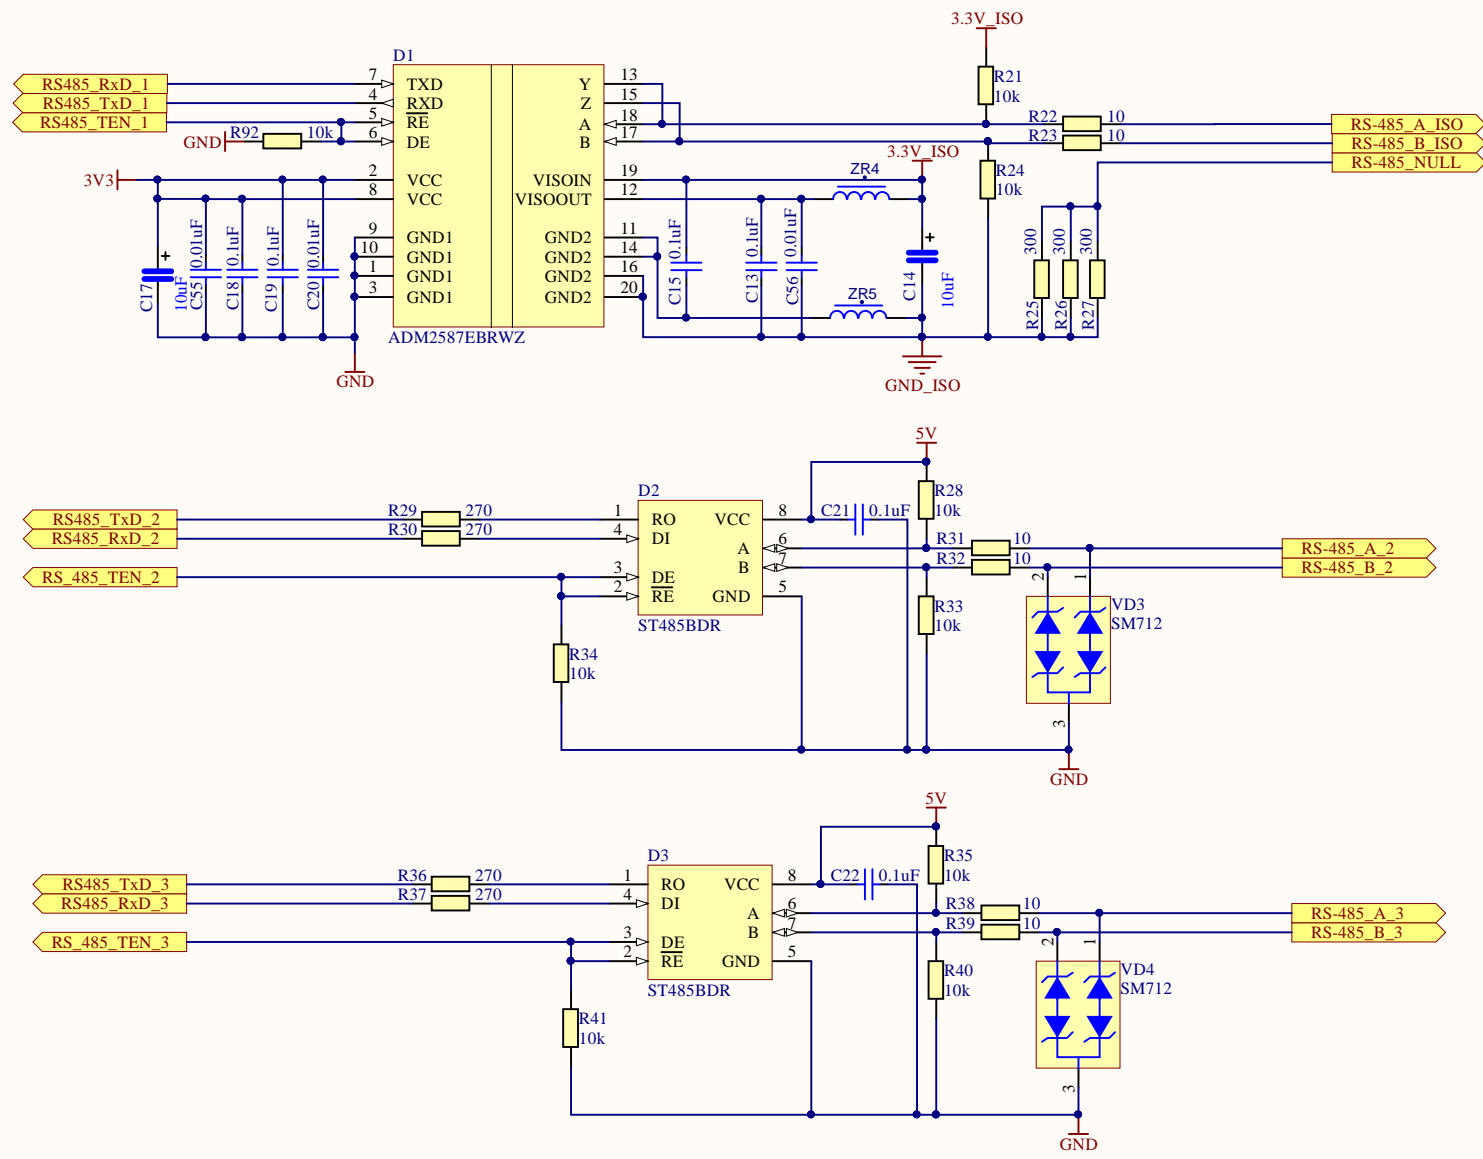 3.3V_ISO
D1
RS485_RxD_1 7 TXD Y 13 R21 10k
RS485_TxD_1 4 RXD Z 15
RS485_TEN_1 5 RE A 18 R22 10 RS-485_A_ISO
GND R92 10k 6 DE B 17 R23 10 RS-485_B_ISO
3.3V_ISO RS-485_NULL
3V3 2 VCC VISOIN 19 ZR4 R24 10k
8 VCC VISOOUT 12
9 GND1 GND2 11
10 GND1 GND2 14
1 GND1 GND2 16
3 GND1 GND2 20
+ C17 10uF
C55 0.01uF
C18 0.1uF
C19 0.1uF
C20 0.01uF
C15 0.1uF
C13 0.1uF
C56 0.01uF
ZR5
+ C14 10uF
R25 300
R26 300
R27 300
ADM2587EBRWZ
GND
GND_ISO
5V
D2
R28 10k
RS485_TxD_2 R29 270 1 RO VCC 8 C21 0.1uF
RS485_RxD_2 R30 270 4 DI A 6 R31 10 RS-485_A_2
B 7 R32 10 RS-485_B_2
RS_485_TEN_2 3 DE
2 RE GND 5
2 1
R33 10k
VD3
SM712
3
ST485BDR
R34 10k
GND
5V
D3
R35 10k
RS485_TxD_3 R36 270 1 RO VCC 8 C22 0.1uF
RS485_RxD_3 R37 270 4 DI A 6 R38 10 RS-485_A_3
B 7 R39 10 RS-485_B_3
RS_485_TEN_3 3 DE
2 RE GND 5
2 1
R40 10k
VD4
SM712
3
ST485BDR
R41 10k
GND